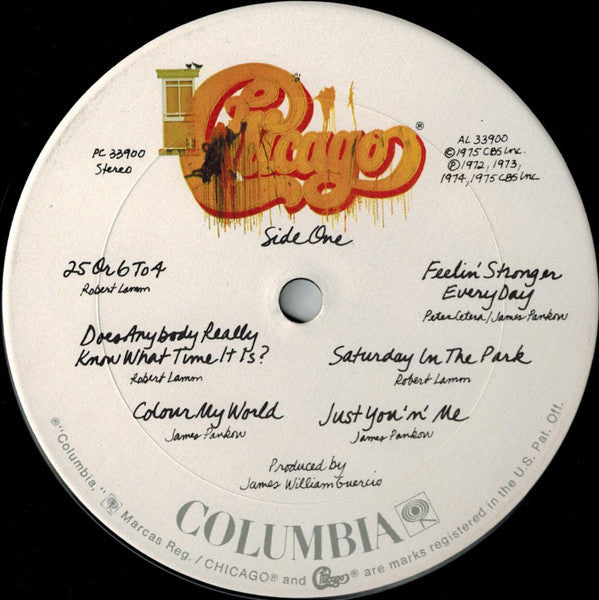 Chicago®
PC 33900
Stereo
AL 33900
©1975 CBS Inc.
℗1972, 1973,
1974, 1975 CBS Inc.
Side One
25 Or 6 To 4
Robert Lamm
Does Anybody Really
Know What Time It Is?
Robert Lamm
Colour My World
James Pankow
Feelin' Stronger
Every Day
Peter Cetera/James Pankow
Saturday In The Park
Robert Lamm
Just You 'n' Me
James Pankow
Produced by
James William Guercio
COLUMBIA
®"Columbia," Marcas Reg. / CHICAGO® and Chicago® are marks registered in the U.S. Pat. Off.